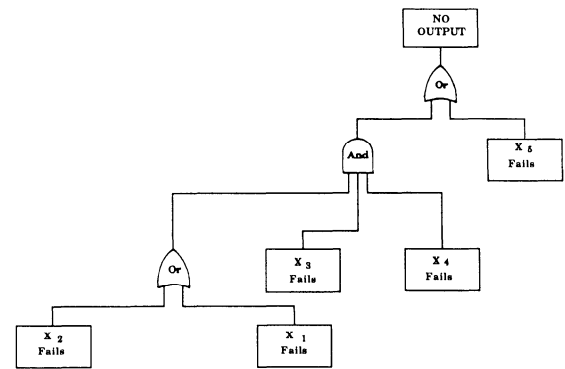 NO
OUTPUT
Or
And
X 5
Fails
Or
X 3
Fails
X 4
Fails
X 2
Fails
X 1
Fails